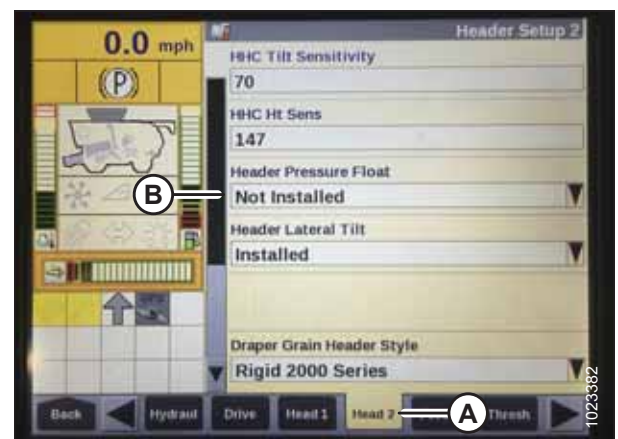 0.0 mph
Header Setup 2
HHC Tilt Sensitivity
70
HHC Ht Sens
147
Header Pressure Float
Not Installed
Header Lateral Tilt
Installed
Draper Grain Header Style
Rigid 2000 Series
Back
Hydraul
Drive
Head 1
Head 2
Thresh
(P)
A
B
1023382